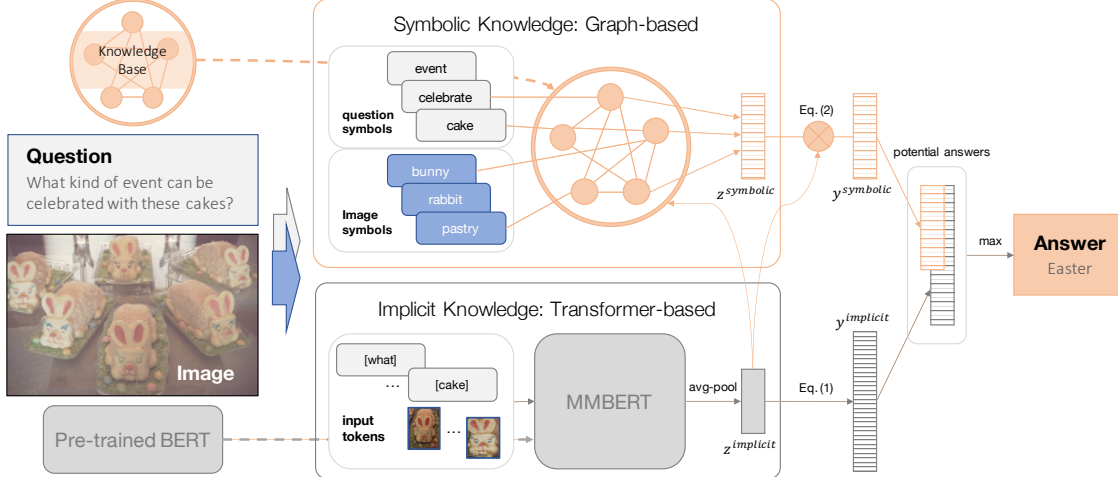 Symbolic Knowledge: Graph-based
Knowledge
Base
event
celebrate
cake
question
symbols
bunny
rabbit
pastry
Image
symbols
z^symbolic
Eq. (2)
y^symbolic
potential answers
max
Answer
Easter
Question
What kind of event can be
celebrated with these cakes?
Image
Pre-trained BERT
Implicit Knowledge: Transformer-based
[what]
...
[cake]
input
tokens
...
MMBERT
avg-pool
z^implicit
Eq. (1)
y^implicit